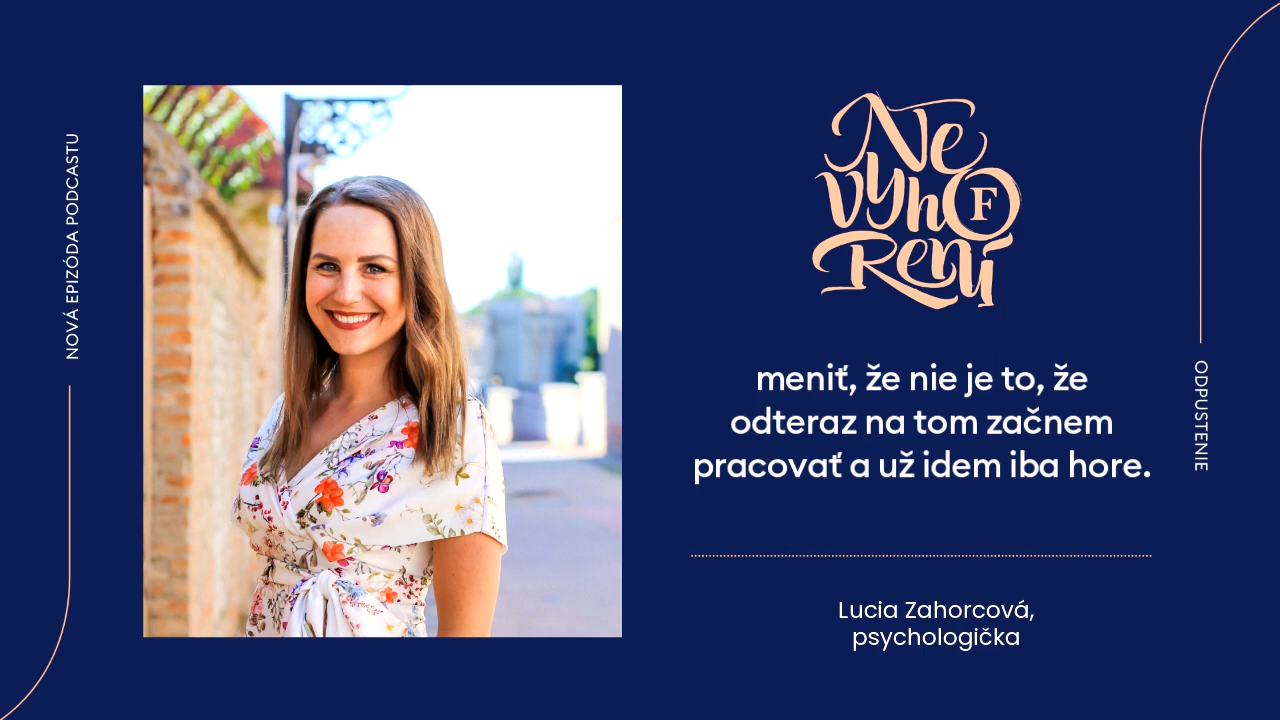 NOVÁ EPIZÓDA PODCASTU
Ne
vyho
F
Rení
meniť, že nie je to, že
odteraz na tom začnem
pracovať a už idem iba hore.
ODPUSTENIE
Lucia Zahorcová,
psychologička